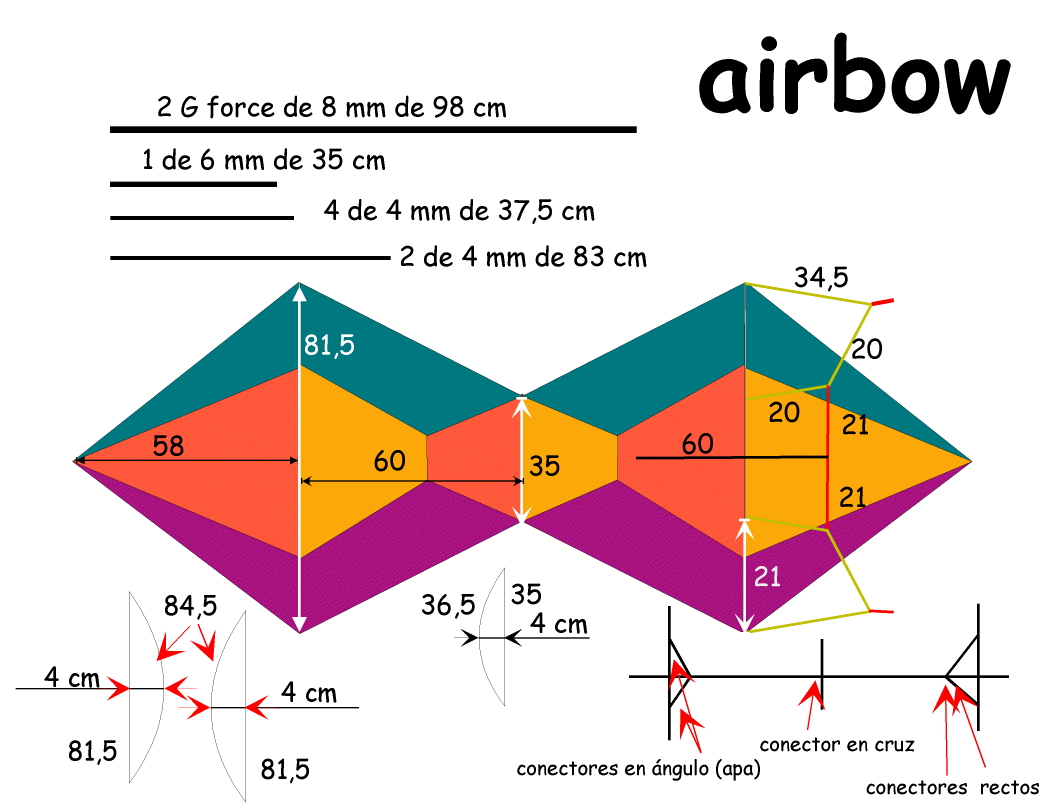 airbow
2 G force de 8 mm de 98 cm
1 de 6 mm de 35 cm
4 de 4 mm de 37,5 cm
2 de 4 mm de 83 cm
34,5
81,5
20
20
21
58
60
35
60
21
21
84,5
36,5
35
4 cm
4 cm
4 cm
81,5
81,5
conector en cruz
conectores en ángulo (apa)
conectores rectos